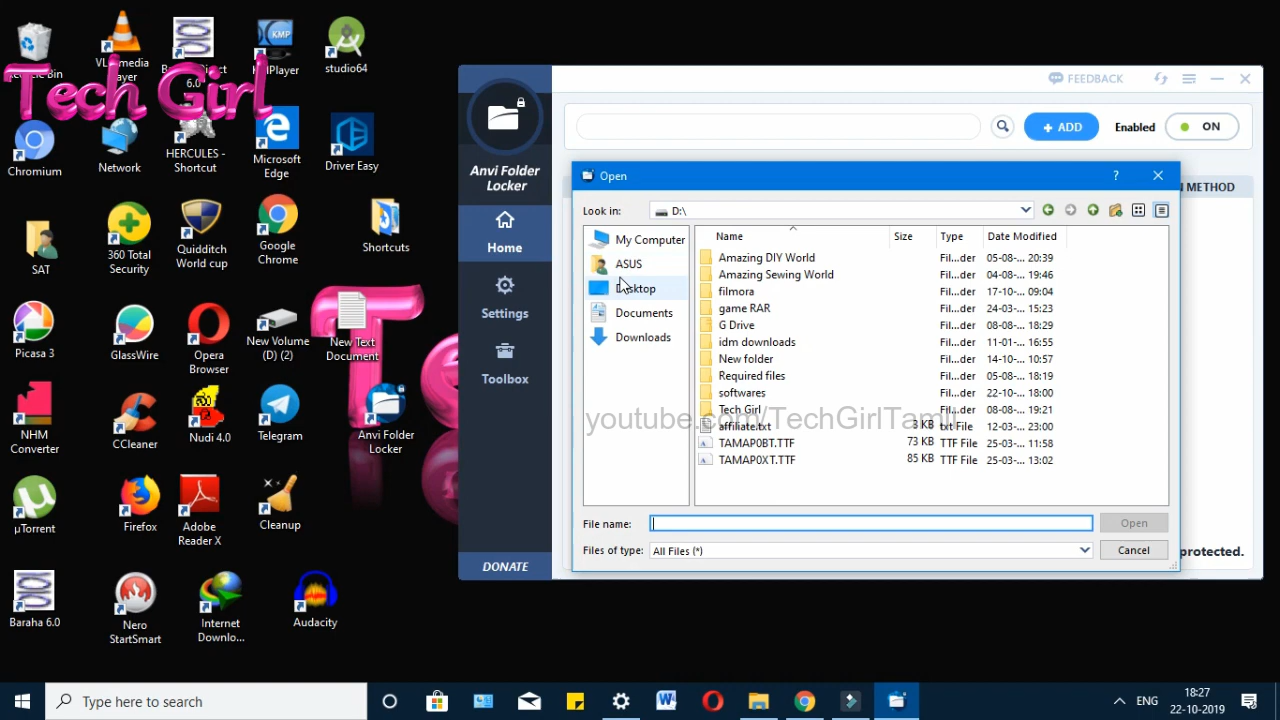 Recycle Bin
VLC media
player
Baraha Direct
6.0
KMPlayer
KMP
studio64
Tech Girl
Chromium
Network
HERCULES -
Shortcut
Microsoft
Edge
Driver Easy
SAT
360 Total
Security
Quidditch
World cup
Google
Chrome
Shortcuts
Picasa 3
GlassWire
Opera
Browser
New Volume
(D) (2)
New Text
Document
NHM
Converter
CCleaner
Nudi 4.0
Telegram
Anvi Folder
Locker
µTorrent
Firefox
Adobe
Reader X
Cleanup
Baraha 6.0
Nero
StartSmart
Internet
Downlo...
Audacity
FEEDBACK
Anvi Folder
Locker
+ ADD
Enabled
ON
Home
Settings
Toolbox
DONATE
METHOD
protected.
Open
?
Look in:
D:\
My Computer
ASUS
Desktop
Documents
Downloads
Name Size Type Date Modified
Amazing DIY World Fil...der 05-08-... 20:39
Amazing Sewing World Fil...der 04-08-... 19:46
filmora Fil...der 17-10-... 09:04
game RAR Fil...der 24-03-... 15:23
G Drive Fil...der 08-08-... 18:29
idm downloads Fil...der 11-01-... 16:55
New folder Fil...der 14-10-... 10:57
Required files Fil...der 05-08-... 18:19
softwares Fil...der 22-10-... 18:00
Tech Girl Fil...der 08-08-... 19:21
affiliate.txt 3 KB txt File 12-03-... 23:00
TAMAP0BT.TTF 73 KB TTF File 25-03-... 11:58
TAMAP0XT.TTF 85 KB TTF File 25-03-... 13:02
youtube.com/TechGirlTamil
File name:
Open
Files of type:
All Files (*)
Cancel
Type here to search
ENG
18:27
22-10-2019